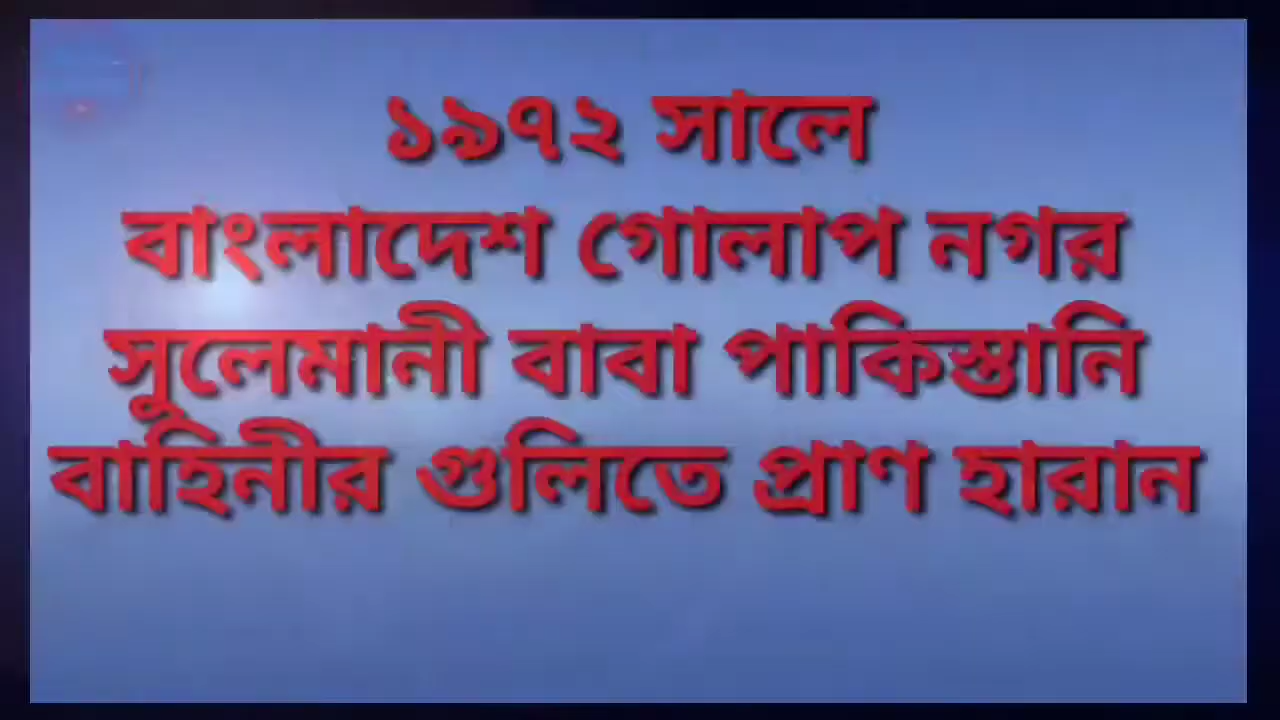 ১৯৭২ সালে
বাংলাদেশ গোলাপ নগর
সুলেমানী বাবা পাকিস্তানি
বাহিনীর গুলিতে প্রাণ হারান